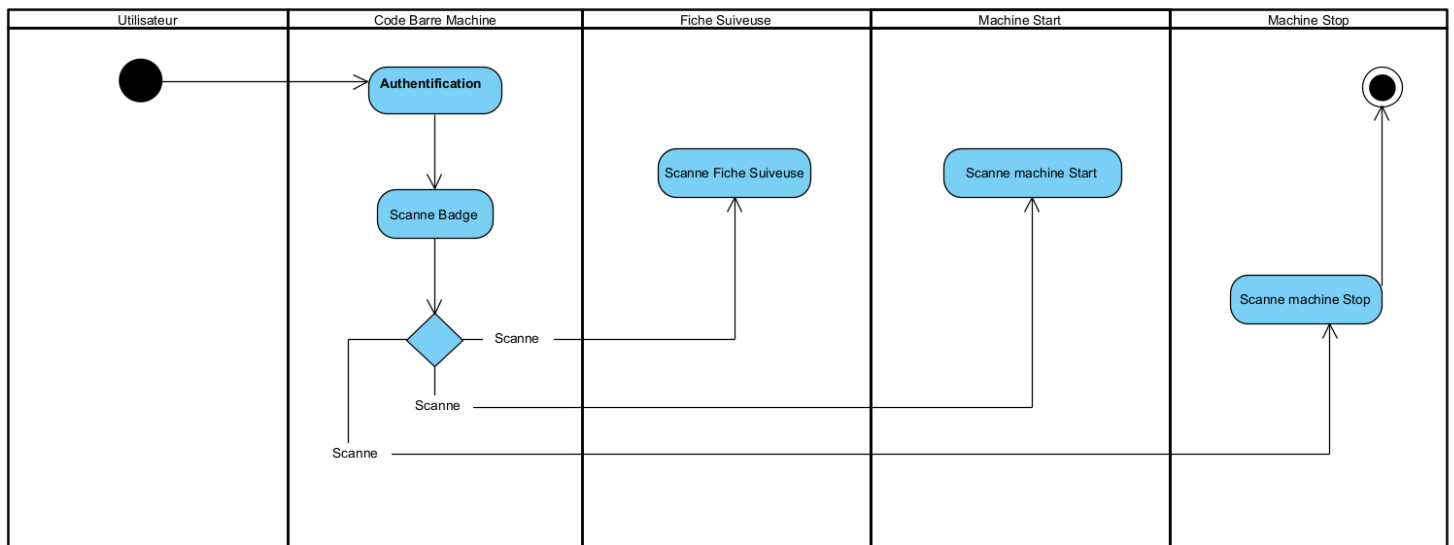 Utilisateur
Code Barre Machine
Fiche Suiveuse
Machine Start
Machine Stop
Authentification
Scanne Fiche Suiveuse
Scanne machine Start
Scanne Badge
Scanne machine Stop
Scanne
Scanne
Scanne